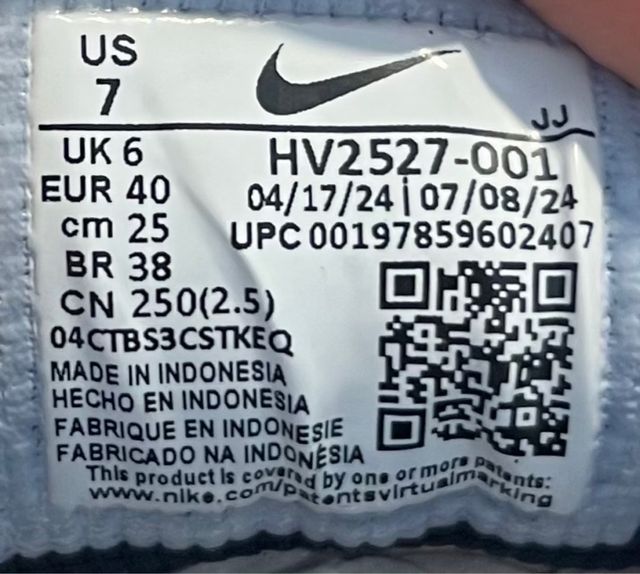 US
7
JJ
UK 6
EUR 40
cm 25
BR 38
CN 250(2.5)
HV2527-001
04/17/24 | 07/08/24
UPC 00197859602407
04CTBS3CSTKEQ
MADE IN INDONESIA
HECHO EN INDONESIA
FABRIQUE EN INDONESIE
FABRICADO NA INDONÉSIA
This product is covered by one or more patents:
www.nike.com/patentsvirtualmarking